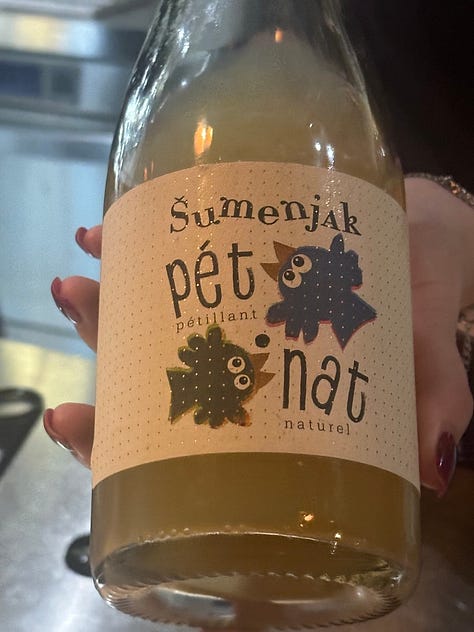 Šumenjak
pét
pétillant
nat
naturel